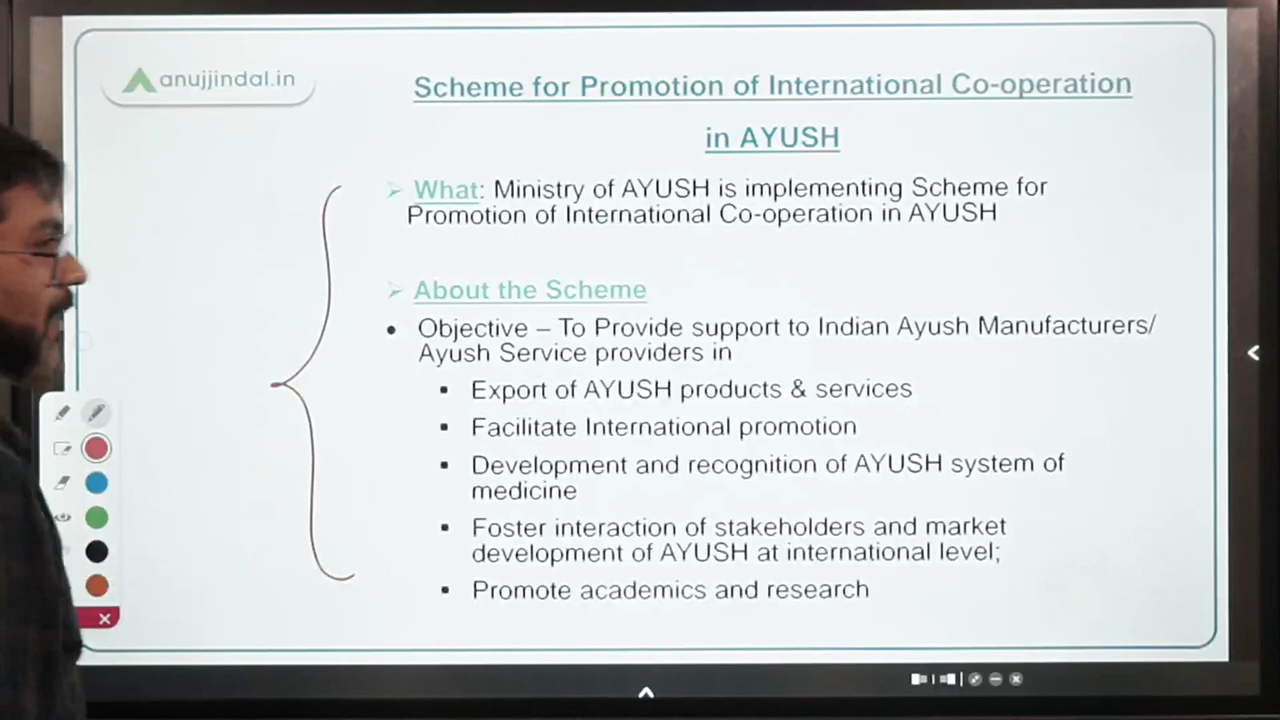 anujjindal.in
Scheme for Promotion of International Co-operation
in AYUSH
What: Ministry of AYUSH is implementing Scheme for
Promotion of International Co-operation in AYUSH
About the Scheme
Objective – To Provide support to Indian Ayush Manufacturers/
Ayush Service providers in
Export of AYUSH products & services
Facilitate International promotion
Development and recognition of AYUSH system of
medicine
Foster interaction of stakeholders and market
development of AYUSH at international level;
Promote academics and research